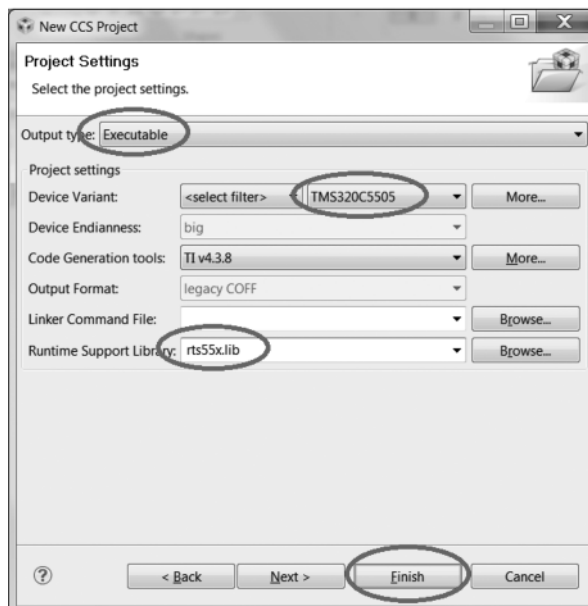 New CCS Project
Project Settings
Select the project settings.
Output type: Executable
Project settings
Device Variant: <select filter> TMS320C5505 More...
Device Endianness: big
Code Generation tools: TI v4.3.8 More...
Output Format: legacy COFF
Linker Command File: Browse...
Runtime Support Library: rts55x.lib Browse...
? < Back Next > Finish Cancel